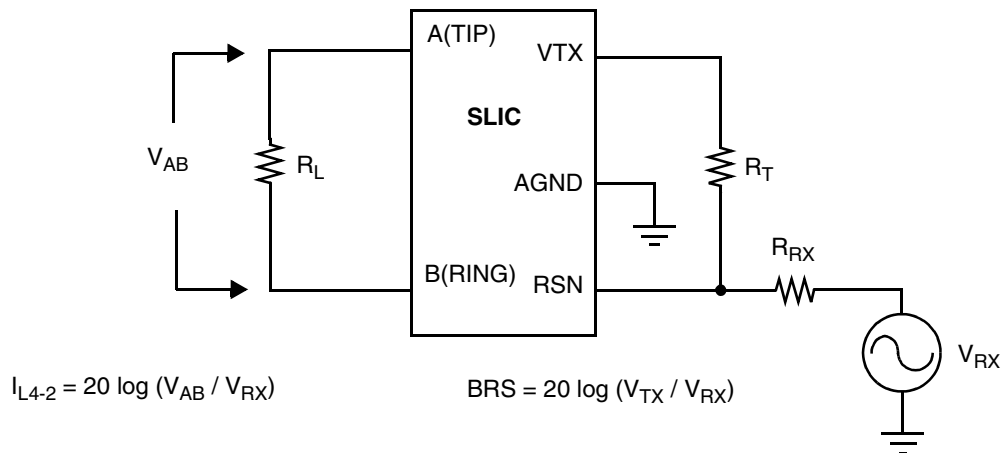 A(TIP)
VTX
SLIC
V_AB
R_L
R_T
AGND
R_RX
B(RING)
RSN
V_RX
I_L4-2 = 20 log (V_AB / V_RX)
BRS = 20 log (V_TX / V_RX)